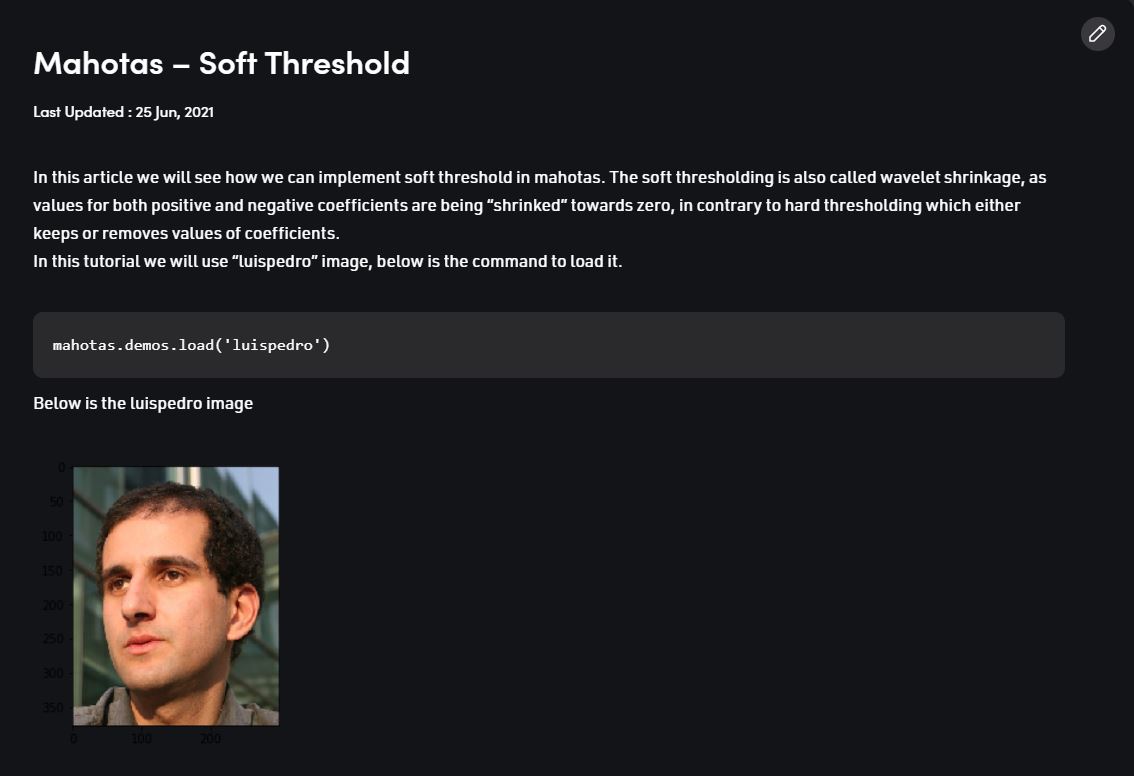 Mahotas – Soft Threshold
Last Updated : 25 Jun, 2021
In this article we will see how we can implement soft threshold in mahotas. The soft thresholding is also called wavelet shrinkage, as
values for both positive and negative coefficients are being “shrinked” towards zero, in contrary to hard thresholding which either
keeps or removes values of coefficients.
In this tutorial we will use “luispedro” image, below is the command to load it.
mahotas.demos.load('luispedro')
Below is the luispedro image
0
50
100
150
200
250
300
350
0 100 200